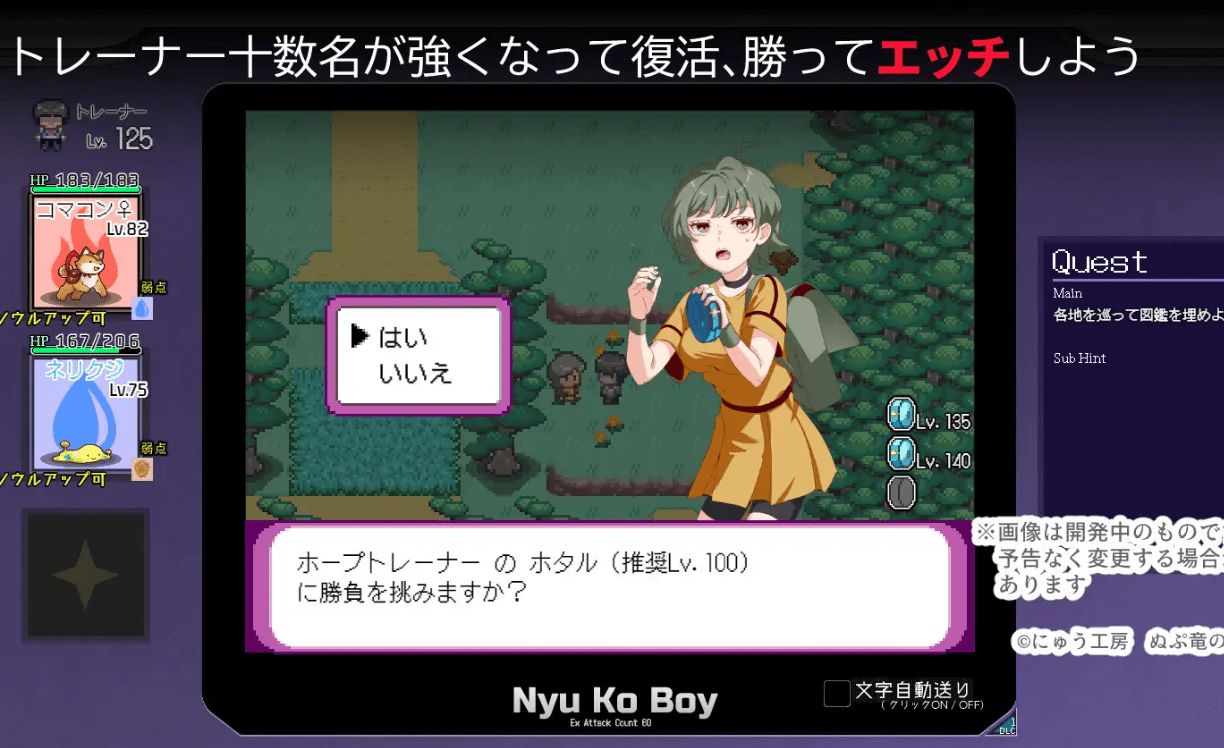 トレーナー十数名が強くなって復活、勝ってエッチしよう
トレーナー
Lv. 125
HP 183/183
コマコン♀
Lv.82
弱点
ソウルアップ可
HP 167/206
ネリクジ
Lv.75
弱点
ソウルアップ可
はい
いいえ
Lv. 135
Lv. 140
ホープトレーナー の ホタル（推奨Lv. 100）
に勝負を挑みますか？
Nyu Ko Boy
Ex Attack Count 60
文字自動送り
(クリックON / OFF)
1
DLC
Quest
Main
各地を巡って図鑑を埋めよ
Sub Hint
※画像は開発中のもので
予告なく変更する場合が
あります
©にゅう工房 ぬぷ竜の